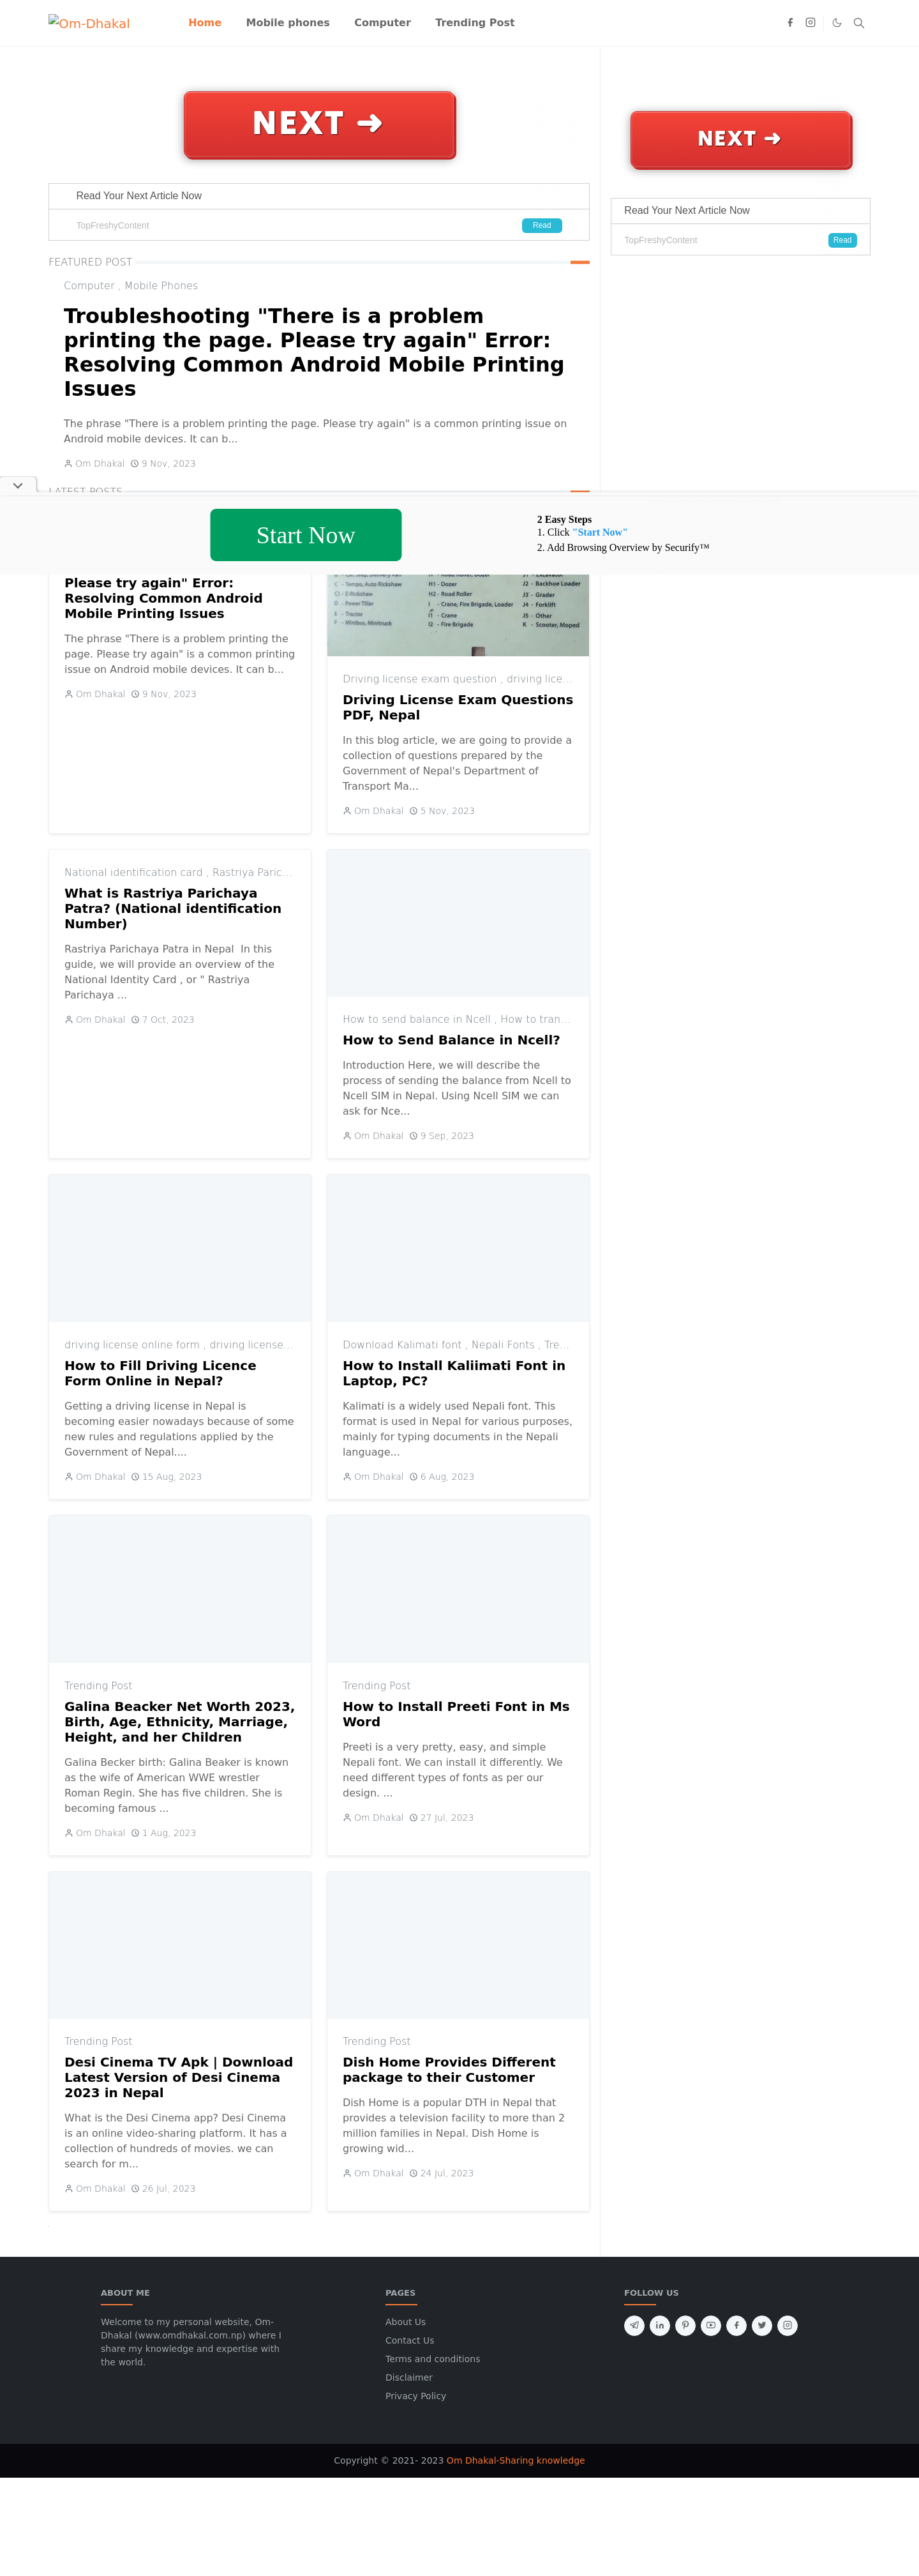 Om-Dhakal
Home Mobile phones Computer Trending Post
NEXT ➜
Read Your Next Article Now
TopFreshyContent Read
NEXT ➜
Read Your Next Article Now
TopFreshyContent Read
FEATURED POST
Computer , Mobile Phones
Troubleshooting "There is a problem
printing the page. Please try again" Error:
Resolving Common Android Mobile Printing
Issues
The phrase "There is a problem printing the page. Please try again" is a common printing issue on
Android mobile devices. It can b...
Om Dhakal 9 Nov, 2023
LATEST POSTS
Start Now
2 Easy Steps
1. Click "Start Now"
2. Add Browsing Overview by Securify™
Please try again" Error:
Resolving Common Android
Mobile Printing Issues
The phrase "There is a problem printing the
page. Please try again" is a common printing
issue on Android mobile devices. It can b...
Om Dhakal 9 Nov, 2023
C - Tempo, Auto Rickshaw
C1 - E-Rickshaw
D - Power Tiller
E - Tractor
F - Minibus, Minitruck
H1 - Dozer
H2 - Road Roller
I - Crane, Fire Brigade, Loader
I1 - Crane
I2 - Fire Brigade
J2 - Backhoe Loader
J3 - Grader
J4 - Forklift
J5 - Other
K - Scooter, Moped
Driving license exam question , driving lice...
Driving License Exam Questions
PDF, Nepal
In this blog article, we are going to provide a
collection of questions prepared by the
Government of Nepal's Department of
Transport Ma...
Om Dhakal 5 Nov, 2023
National identification card , Rastriya Paric...
What is Rastriya Parichaya
Patra? (National identification
Number)
Rastriya Parichaya Patra in Nepal  In this
guide, we will provide an overview of the
National Identity Card , or " Rastriya
Parichaya ...
Om Dhakal 7 Oct, 2023
How to send balance in Ncell , How to tran...
How to Send Balance in Ncell?
Introduction Here, we will describe the
process of sending the balance from Ncell to
Ncell SIM in Nepal. Using Ncell SIM we can
ask for Nce...
Om Dhakal 9 Sep, 2023
driving license online form , driving license...
How to Fill Driving Licence
Form Online in Nepal?
Getting a driving license in Nepal is
becoming easier nowadays because of some
new rules and regulations applied by the
Government of Nepal....
Om Dhakal 15 Aug, 2023
Download Kalimati font , Nepali Fonts , Tre...
How to Install Kaliimati Font in
Laptop, PC?
Kalimati is a widely used Nepali font. This
format is used in Nepal for various purposes,
mainly for typing documents in the Nepali
language...
Om Dhakal 6 Aug, 2023
Trending Post
Galina Beacker Net Worth 2023,
Birth, Age, Ethnicity, Marriage,
Height, and her Children
Galina Becker birth: Galina Beaker is known
as the wife of American WWE wrestler
Roman Regin. She has five children. She is
becoming famous ...
Om Dhakal 1 Aug, 2023
Trending Post
How to Install Preeti Font in Ms
Word
Preeti is a very pretty, easy, and simple
Nepali font. We can install it differently. We
need different types of fonts as per our
design. ...
Om Dhakal 27 Jul, 2023
Trending Post
Desi Cinema TV Apk | Download
Latest Version of Desi Cinema
2023 in Nepal
What is the Desi Cinema app? Desi Cinema
is an online video-sharing platform. It has a
collection of hundreds of movies. we can
search for m...
Om Dhakal 26 Jul, 2023
Trending Post
Dish Home Provides Different
package to their Customer
Dish Home is a popular DTH in Nepal that
provides a television facility to more than 2
million families in Nepal. Dish Home is
growing wid...
Om Dhakal 24 Jul, 2023
ABOUT ME
Welcome to my personal website, Om-
Dhakal (www.omdhakal.com.np) where I
share my knowledge and expertise with
the world.
PAGES
About Us
Contact Us
Terms and conditions
Disclaimer
Privacy Policy
FOLLOW US
Copyright © 2021- 2023 Om Dhakal-Sharing knowledge